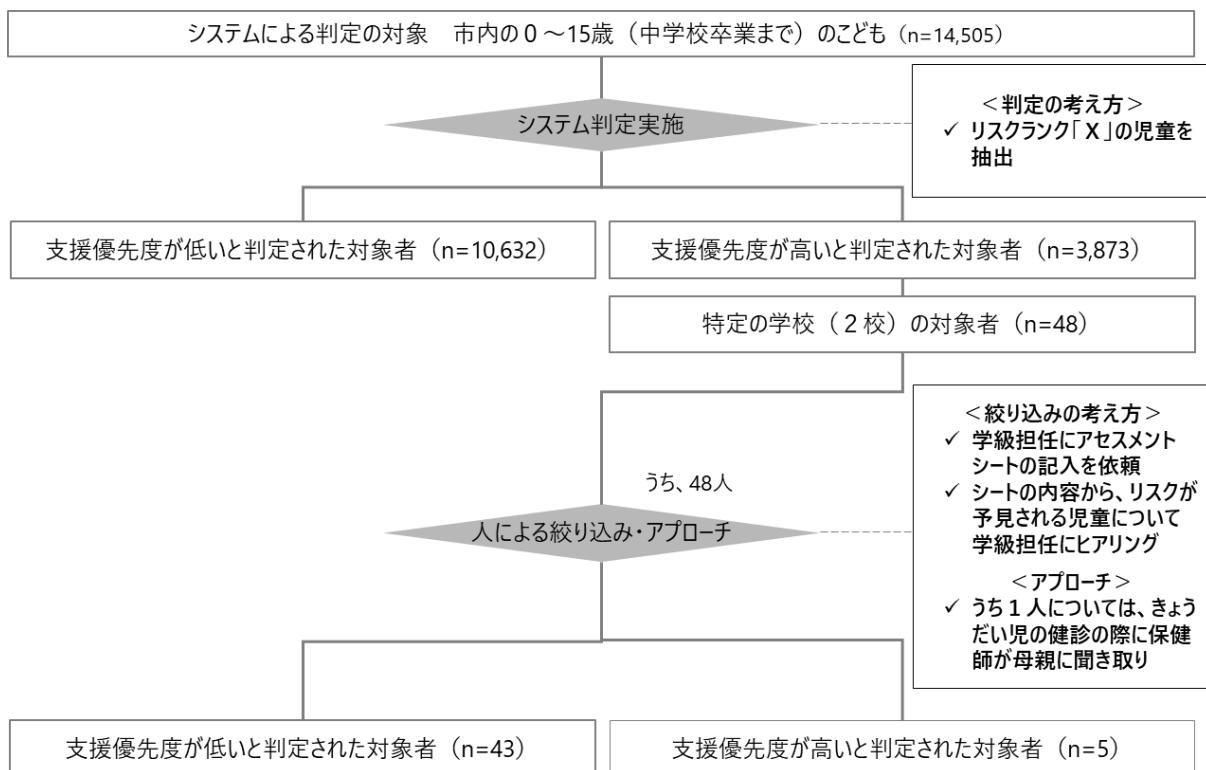 システムによる判定の対象　市内の０～15歳（中学校卒業まで）のこども（n=14,505）
システム判定実施
＜判定の考え方＞
✓ リスクランク「X」の児童を
抽出
支援優先度が低いと判定された対象者（n=10,632）
支援優先度が高いと判定された対象者（n=3,873）
特定の学校（２校）の対象者（n=48）
うち、48人
人による絞り込み・アプローチ
＜絞り込みの考え方＞
✓ 学級担任にアセスメント
シートの記入を依頼
✓ シートの内容から、リスクが
予見される児童について
学級担任にヒアリング
＜アプローチ＞
✓ うち１人については、きょう
だい児の健診の際に保健
師が母親に聞き取り
支援優先度が低いと判定された対象者（n=43）
支援優先度が高いと判定された対象者（n=5）